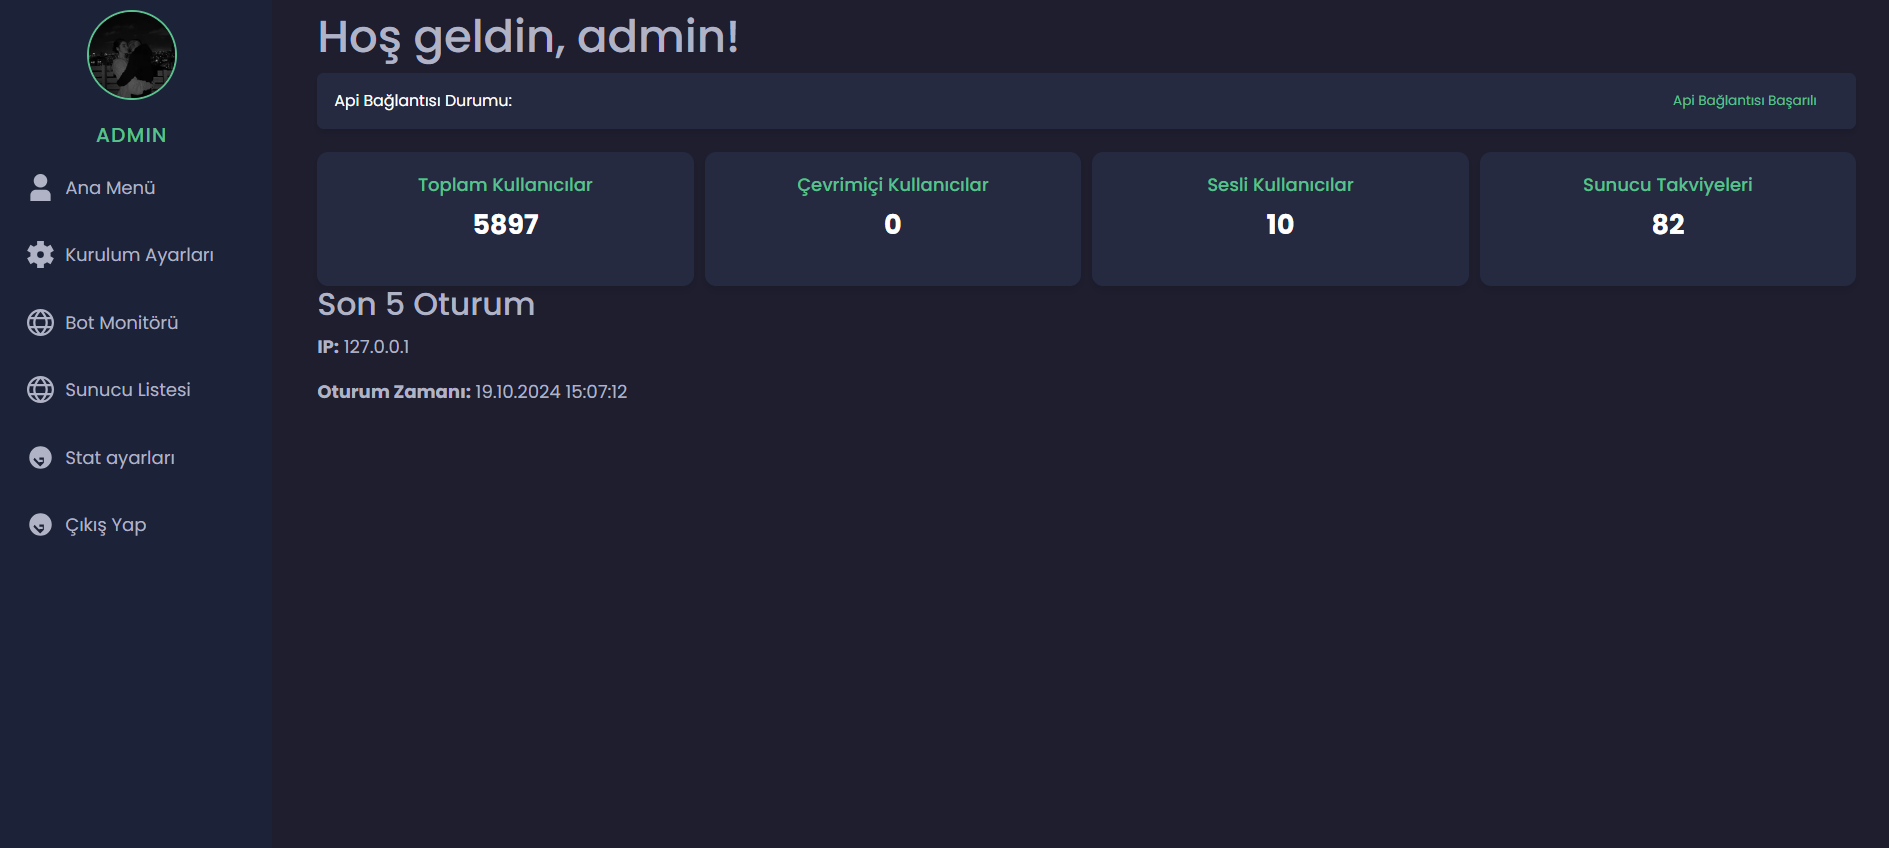 ADMIN
Ana Menü
Kurulum Ayarları
Bot Monitörü
Sunucu Listesi
Stat ayarları
Çıkış Yap
Hoş geldin, admin!
Api Bağlantısı Durumu:
Api Bağlantısı Başarılı
Toplam Kullanıcılar
5897
Çevrimiçi Kullanıcılar
0
Sesli Kullanıcılar
10
Sunucu Takviyeleri
82
Son 5 Oturum
IP: 127.0.0.1
Oturum Zamanı: 19.10.2024 15:07:12